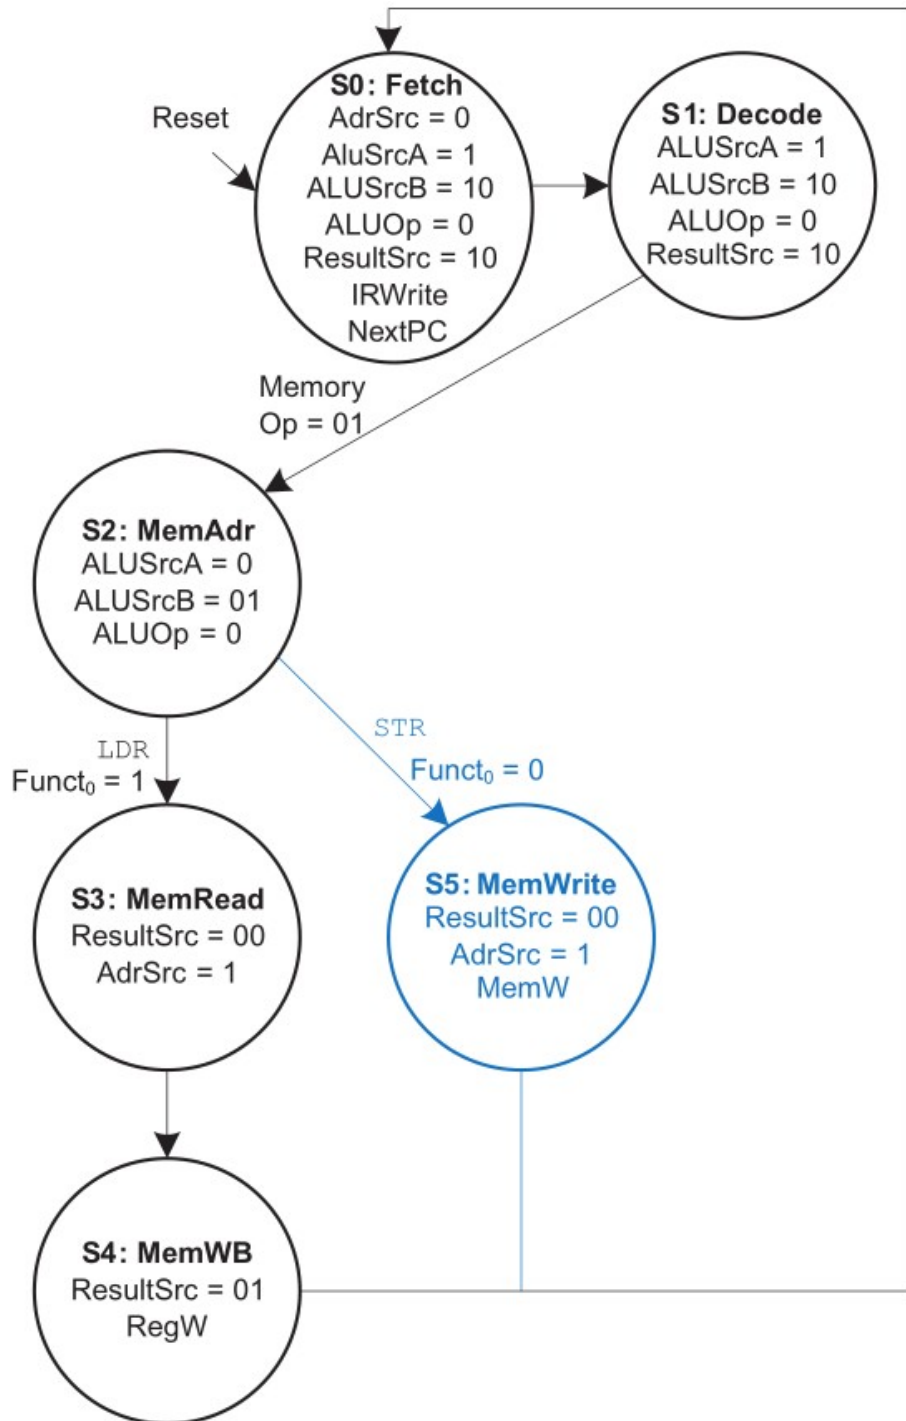 Reset
S0: Fetch
AdrSrc = 0
AluSrcA = 1
ALUSrcB = 10
ALUOp = 0
ResultSrc = 10
IRWrite
NextPC
S1: Decode
ALUSrcA = 1
ALUSrcB = 10
ALUOp = 0
ResultSrc = 10
Memory
Op = 01
S2: MemAdr
ALUSrcA = 0
ALUSrcB = 01
ALUOp = 0
LDR
Funct₀ = 1
STR
Funct₀ = 0
S3: MemRead
ResultSrc = 00
AdrSrc = 1
S5: MemWrite
ResultSrc = 00
AdrSrc = 1
MemW
S4: MemWB
ResultSrc = 01
RegW